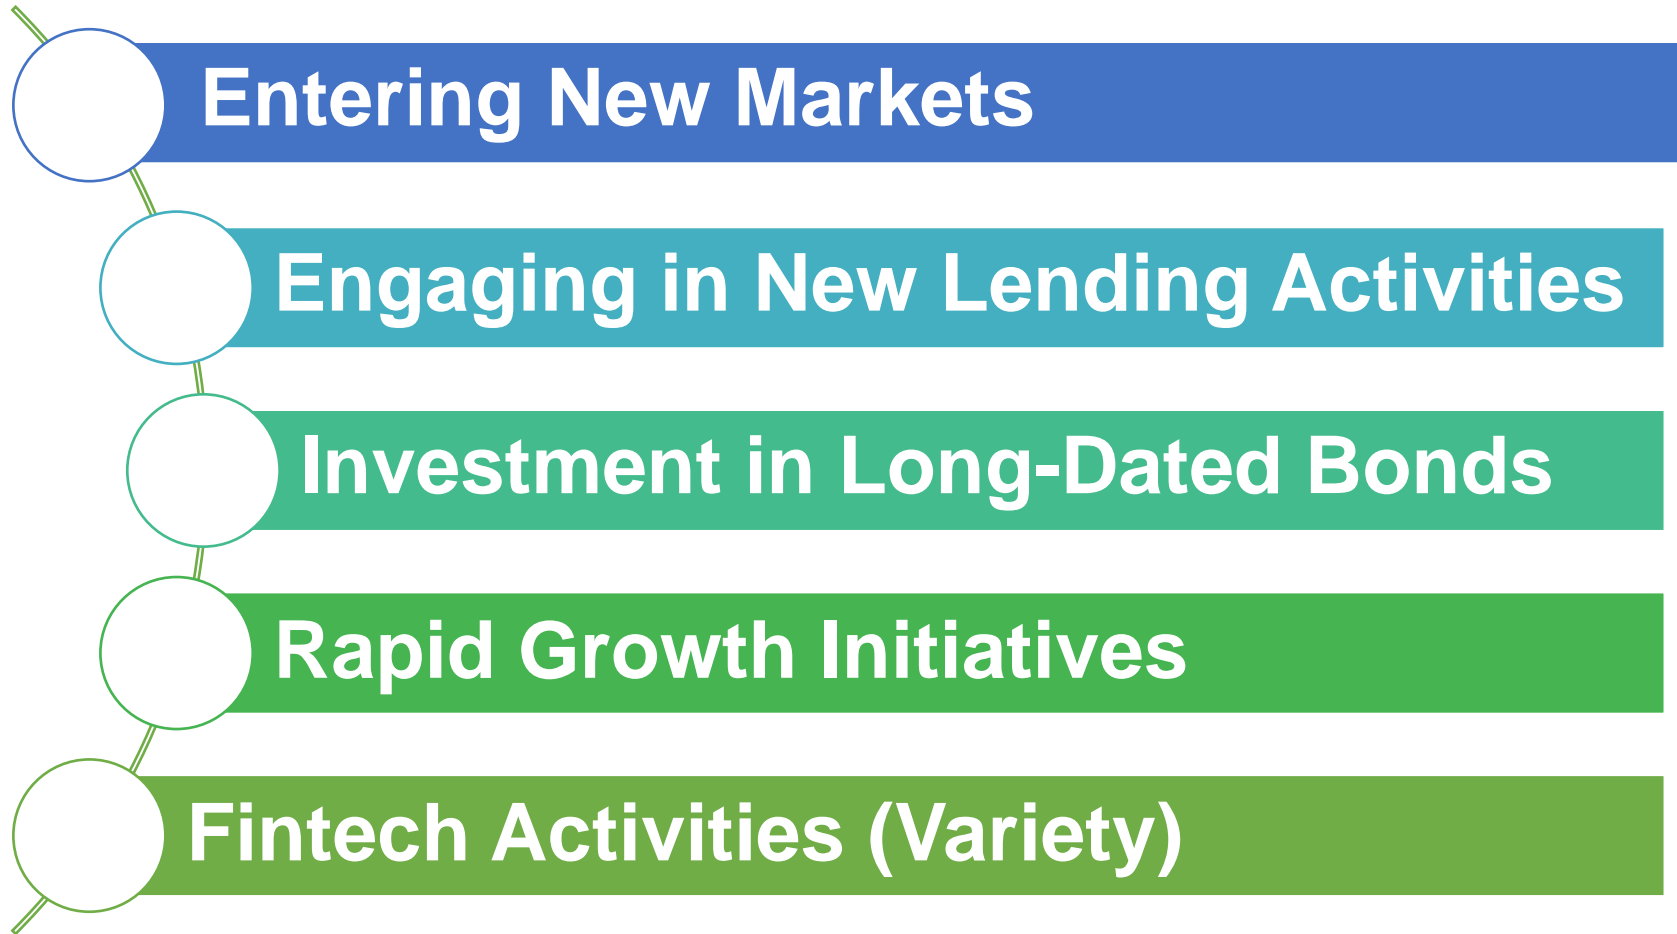 Entering New Markets
Engaging in New Lending Activities
Investment in Long-Dated Bonds
Rapid Growth Initiatives
Fintech Activities (Variety)